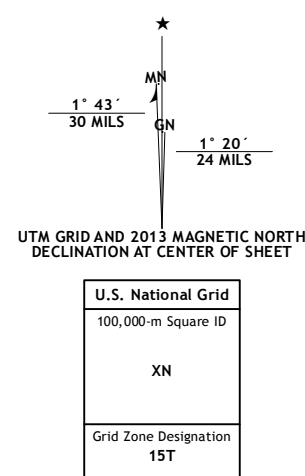 ★
MN
1° 43´
30 MILS
GN
1° 20´
24 MILS
UTM GRID AND 2013 MAGNETIC NORTH
DECLINATION AT CENTER OF SHEET
U.S. National Grid
100,000-m Square ID
XN
Grid Zone Designation
15T